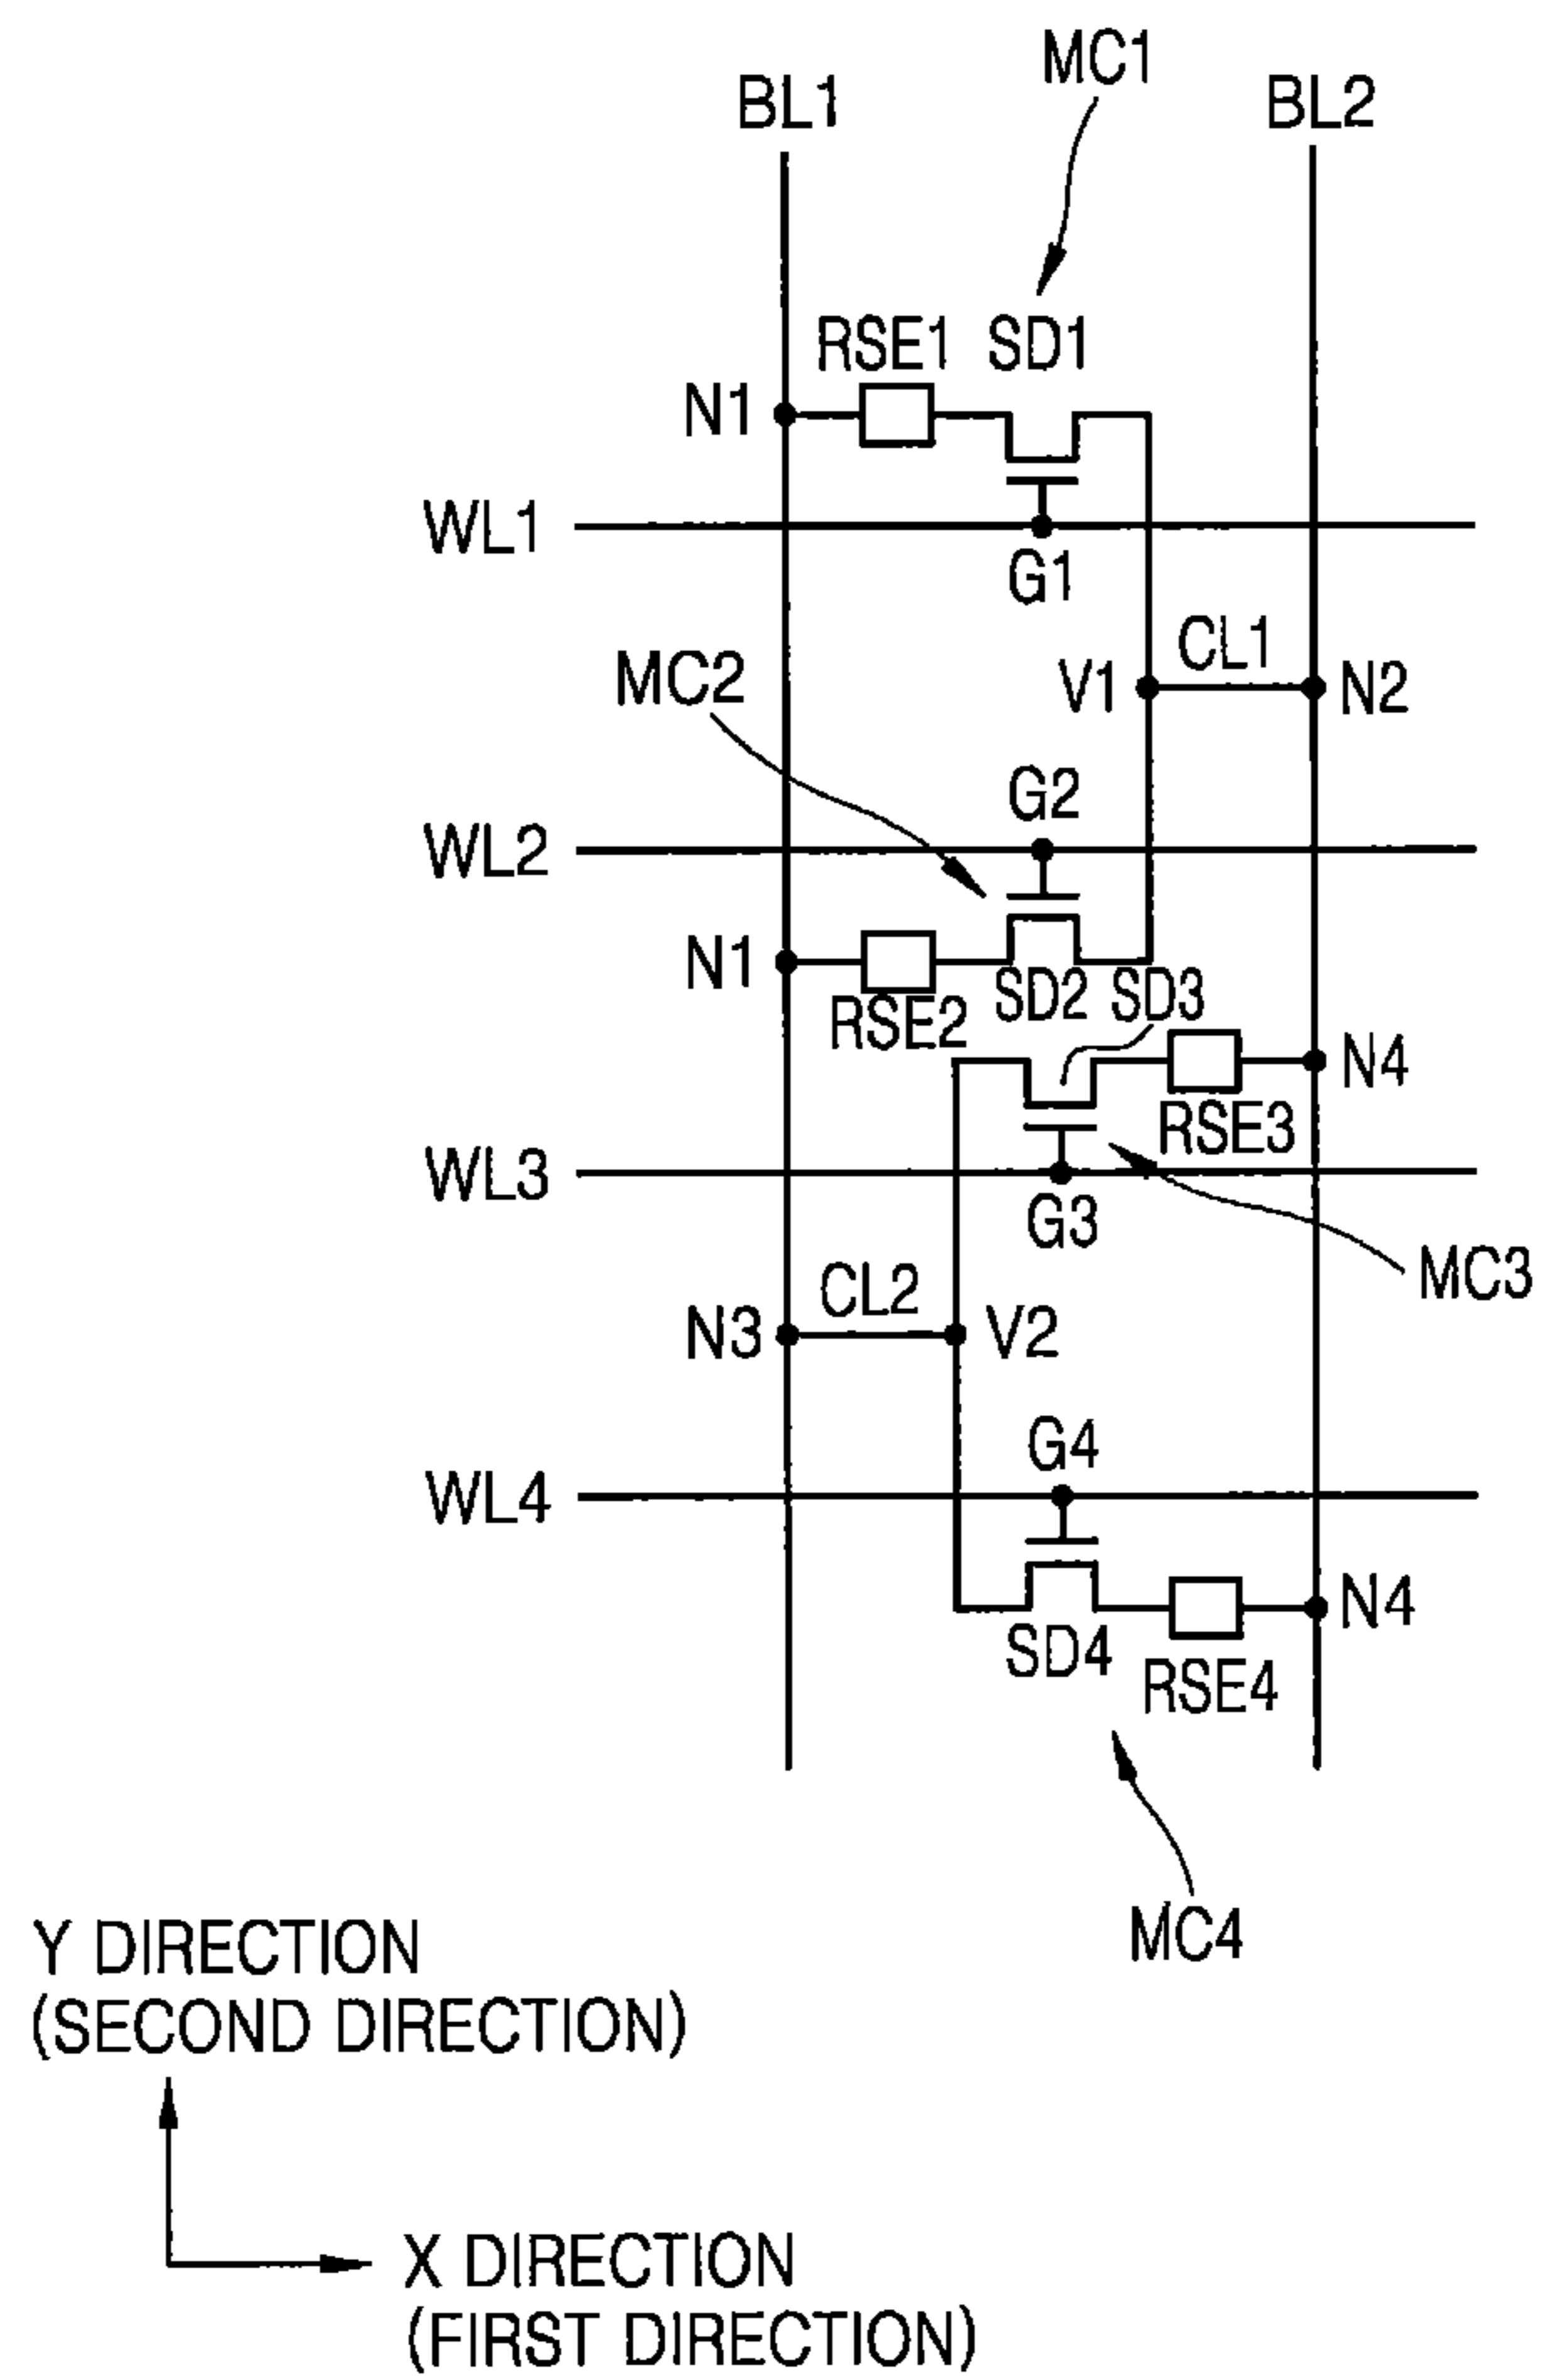 MC1
BL1
BL2
RSE1
SD1
N1
WL1
G1
CL1
MC2
V1
N2
G2
WL2
N1
SD2
SD3
RSE2
N4
RSE3
WL3
G3
MC3
CL2
N3
V2
G4
WL4
N4
SD4
RSE4
MC4
Y DIRECTION
(SECOND DIRECTION)
X DIRECTION
(FIRST DIRECTION)